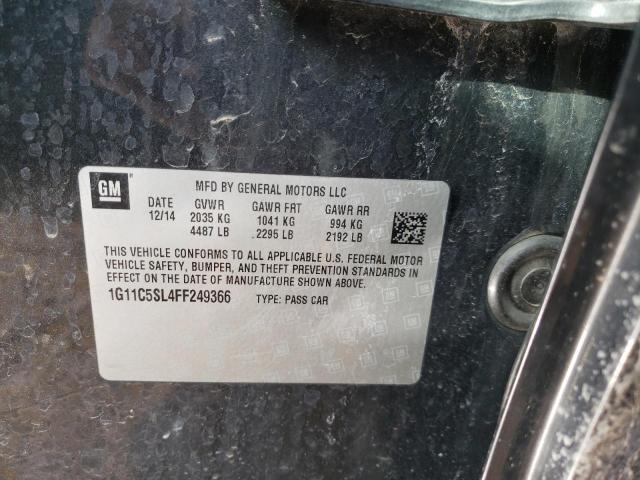 GM
MFD BY GENERAL MOTORS LLC
DATE GVWR GAWR FRT GAWR RR
12/14 2035 KG 1041 KG 994 KG
4487 LB 2295 LB 2192 LB
THIS VEHICLE CONFORMS TO ALL APPLICABLE U.S. FEDERAL MOTOR
VEHICLE SAFETY, BUMPER, AND THEFT PREVENTION STANDARDS IN
EFFECT ON THE DATE OF MANUFACTURE SHOWN ABOVE.
1G11C5SL4FF249366 TYPE: PASS CAR